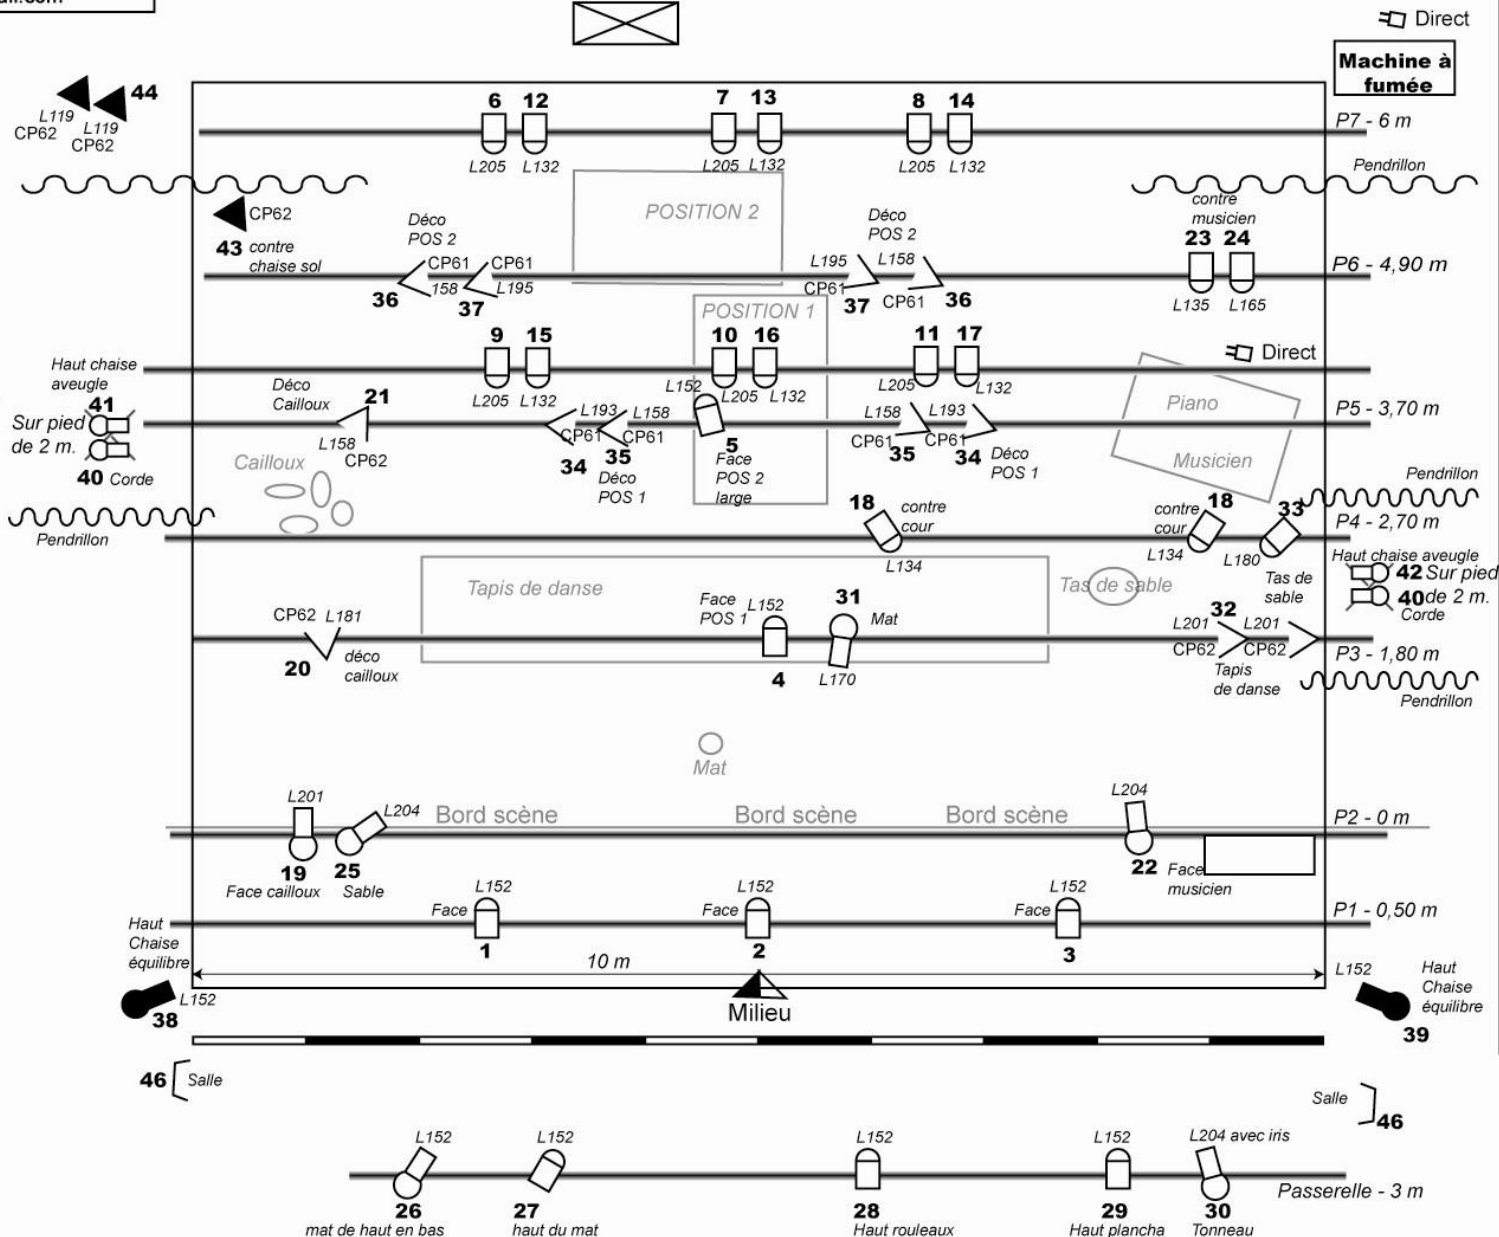 Direct
Machine à
fumée
44
L119
CP62
L119
CP62
6
12
7
13
8
14
P7 - 6 m
L205
L132
L205
L132
L205
L132
Pendrillon
CP62
43
contre
chaise sol
Déco
POS 2
POSITION 2
Déco
POS 2
contre
musicien
23
24
CP61
CP61
L195
L158
P6 - 4,90 m
36
158
37
L195
CP61
37
CP61
36
L135
L165
POSITION 1
9
15
10
16
11
17
Direct
Haut chaise
aveugle
L205
L132
L152
L205
L132
L205
L132
41
Sur pied
de 2 m.
40
Corde
Déco
Cailloux
21
L158
CP62
L193
CP61
34
L158
CP61
35
Déco
POS 1
5
Face
POS 2
large
L158
CP61
35
L193
CP61
34
Déco
POS 1
Piano
Musicien
P5 - 3,70 m
Cailloux
Pendrillon
Pendrillon
18
contre
cour
L134
contre
cour
18
L134
33
L180
Tas de
sable
P4 - 2,70 m
Haut chaise aveugle
42
Sur pied
40
de 2 m.
Corde
Tapis de danse
Tas de sable
CP62
L181
20
déco
cailloux
Face
POS 1
L152
4
31
Mat
L170
32
L201
CP62
L201
CP62
Tapis
de danse
P3 - 1,80 m
Pendrillon
Mat
L201
L204
Bord scène
Bord scène
Bord scène
L204
P2 - 0 m
19
25
22
Face cailloux
Sable
Face
musicien
L152
L152
L152
Face
Face
Face
P1 - 0,50 m
1
2
3
Haut
Chaise
équilibre
10 m
L152
38
Milieu
L152
Haut
Chaise
équilibre
39
46
Salle
Salle
46
L152
L152
L152
L152
L204 avec iris
Passerelle - 3 m
26
27
28
29
30
mat de haut en bas
haut du mat
Haut rouleaux
Haut plancha
Tonneau